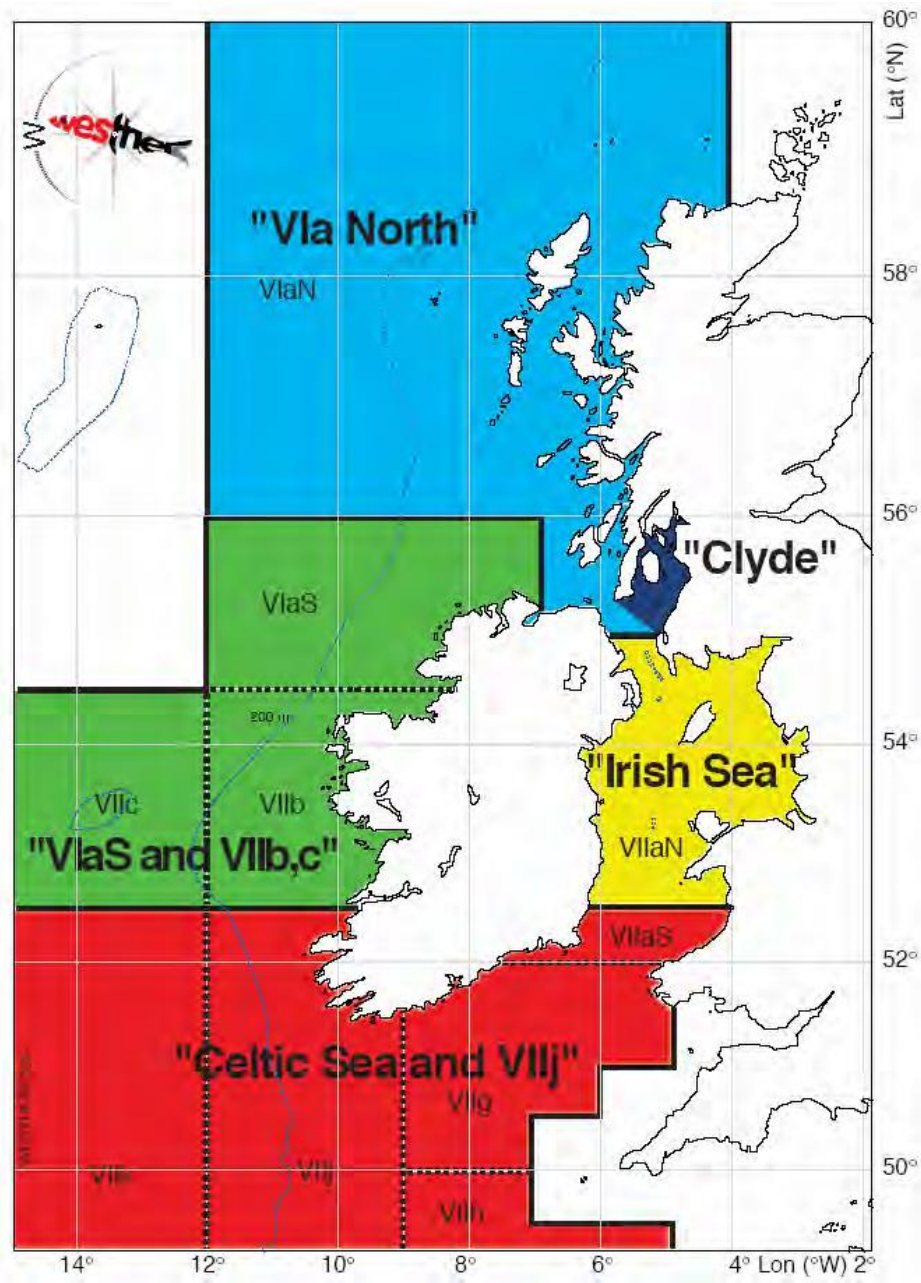 60°
Lat (°N)
westher
"VIa North"
58°
VIaN
56°
"Clyde"
VIaS
200 m
54°
"Irish Sea"
VIIc
VIIb
VIIaN
"VIaS and VIIb,c"
VIIaS
52°
"Celtic Sea and VIIj"
VIIg
50°
VIIj
VIIh
14°
12°
10°
8°
6°
4° Lon (°W) 2°